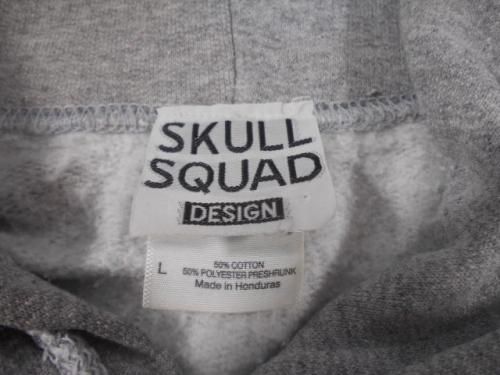 SKULL
SQUAD
DESIGN
L
50% COTTON
50% POLYESTER PRESHRUNK
Made in Honduras